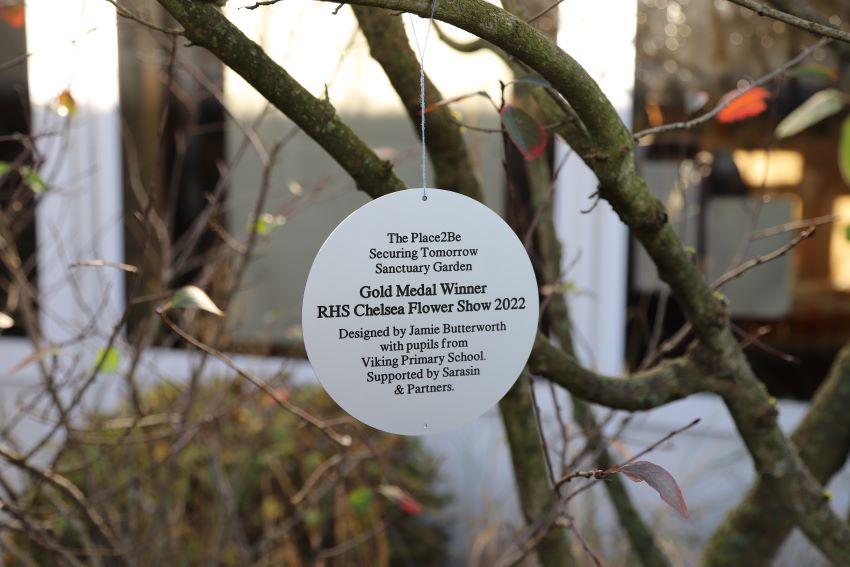 The Place2Be
Securing Tomorrow
Sanctuary Garden
Gold Medal Winner
RHS Chelsea Flower Show 2022
Designed by Jamie Butterworth
with pupils from
Viking Primary School.
Supported by Sarasin
& Partners.